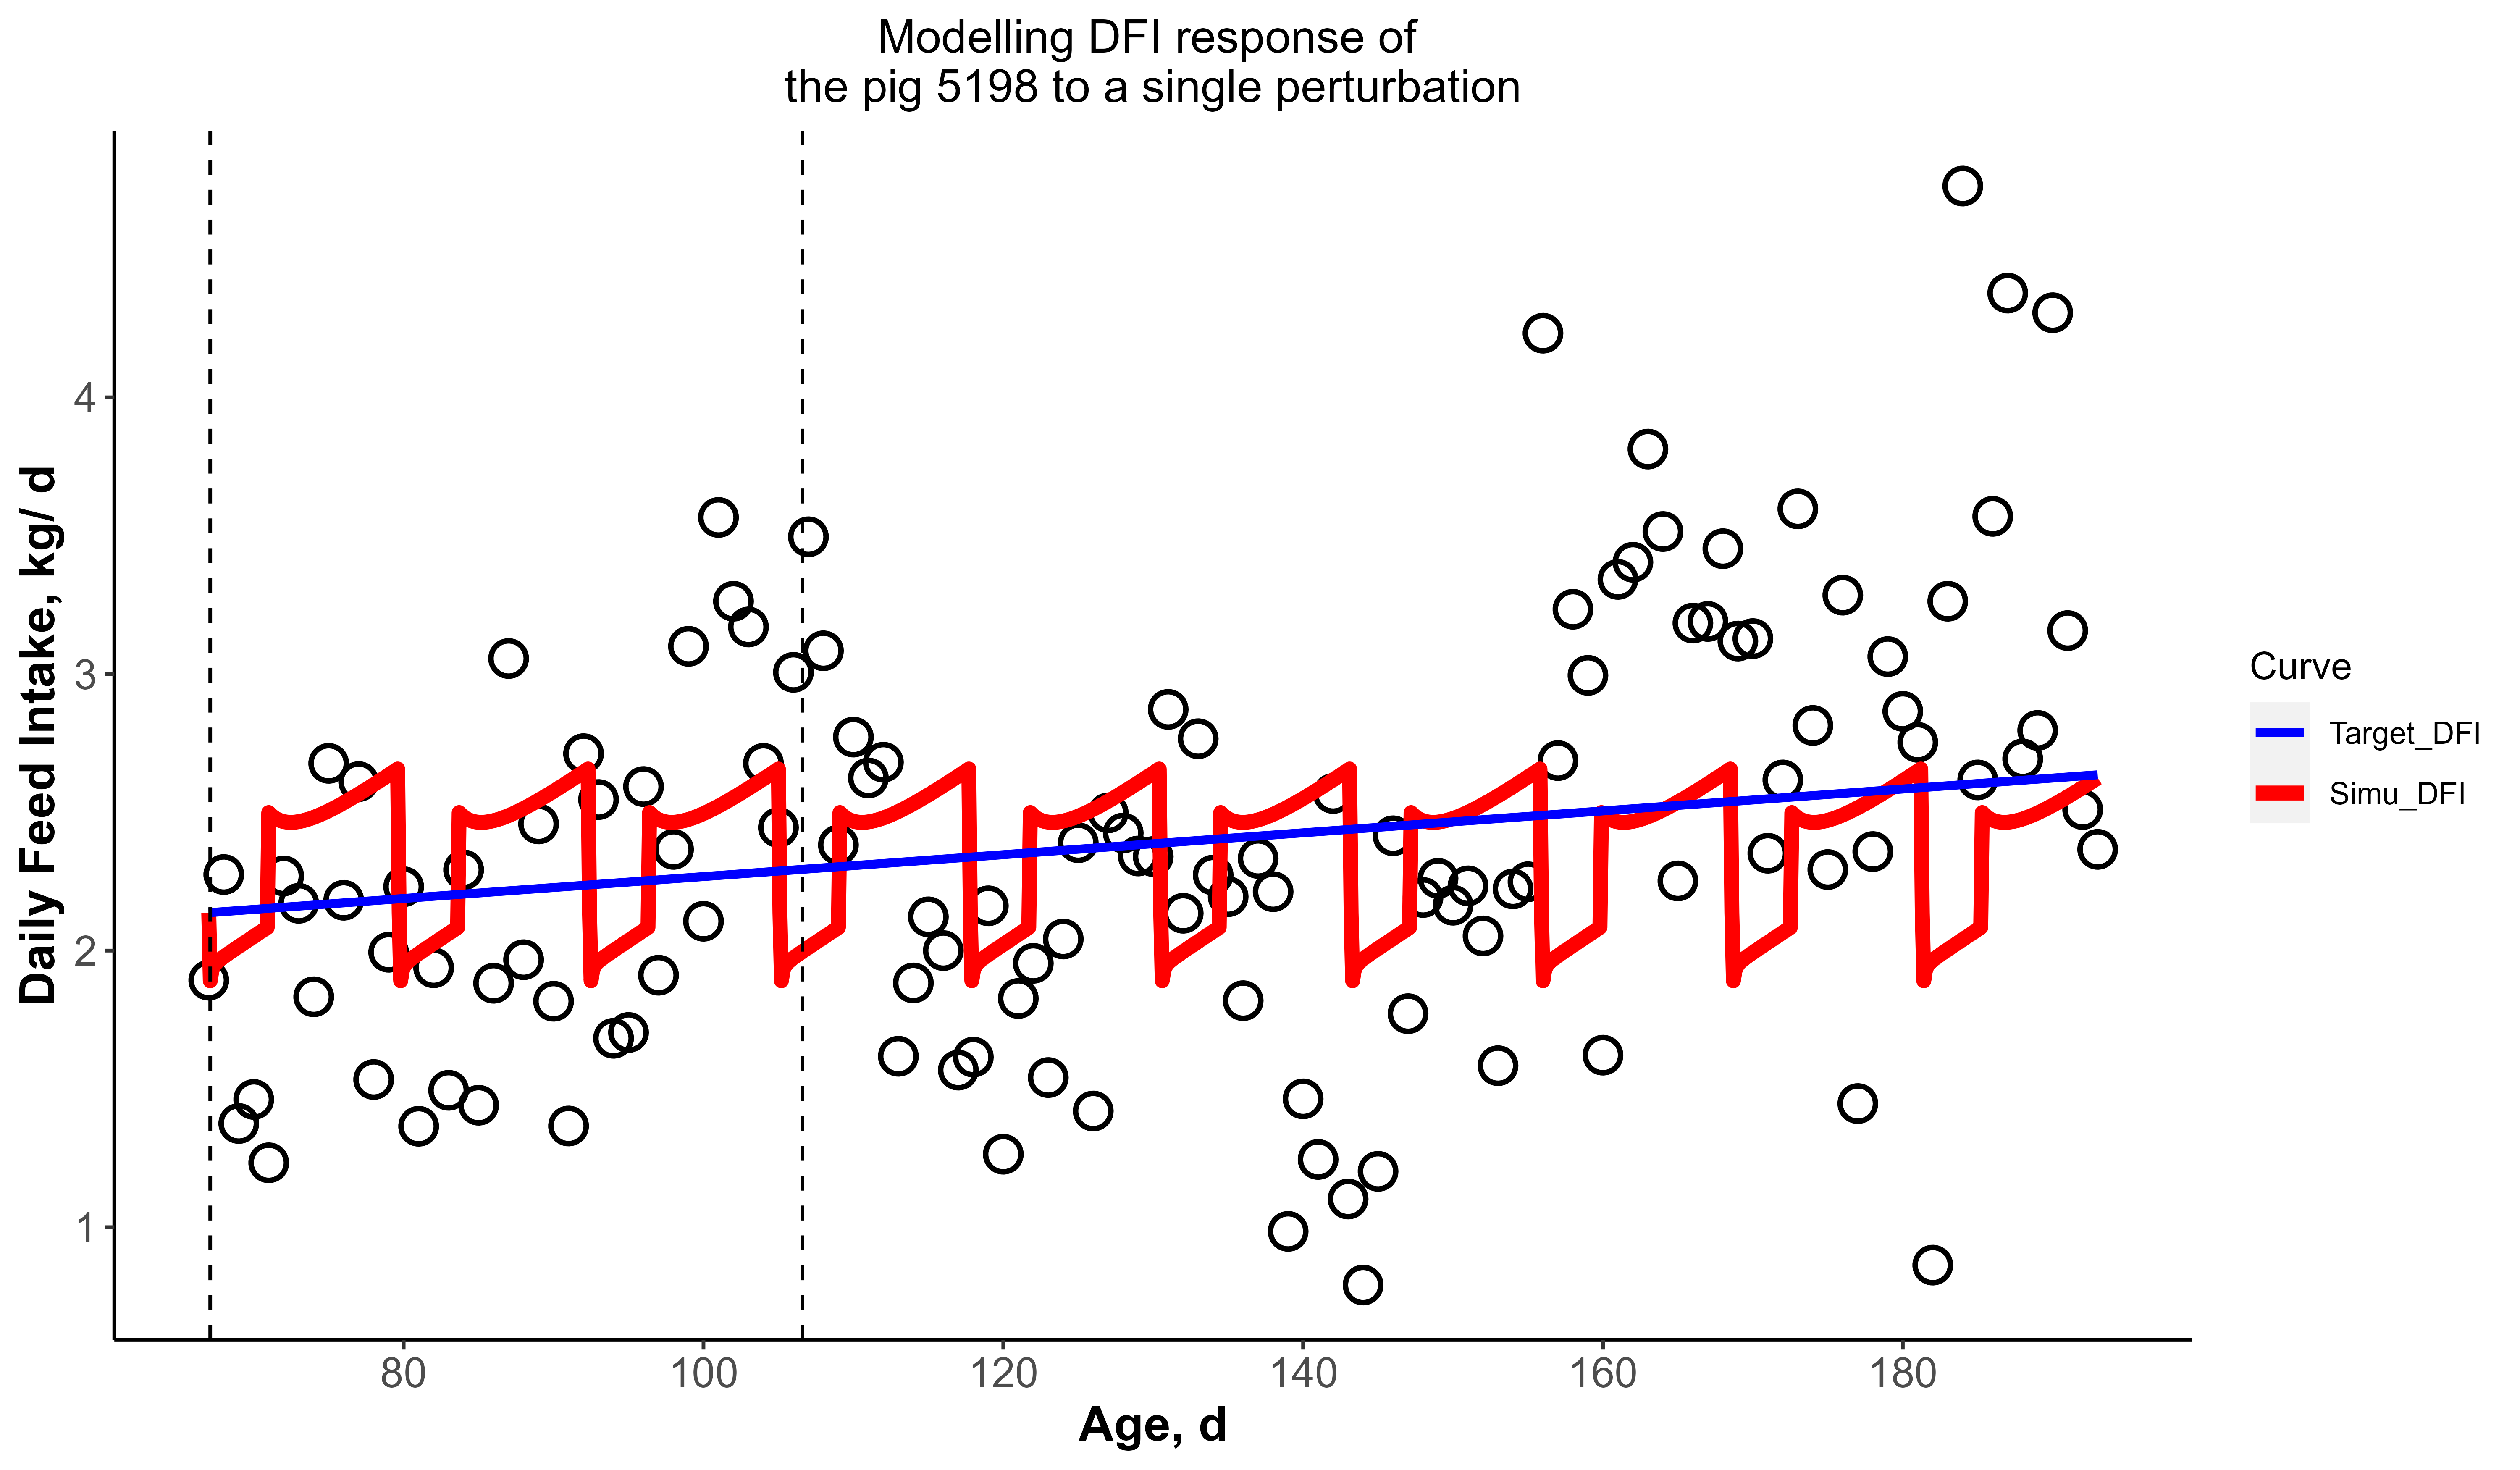 Modelling DFI response of
the pig 5198 to a single perturbation
Daily Feed Intake, kg/ d
4
3
2
1
80
100
120
140
160
180
Age, d
Curve
Target_DFI
Simu_DFI